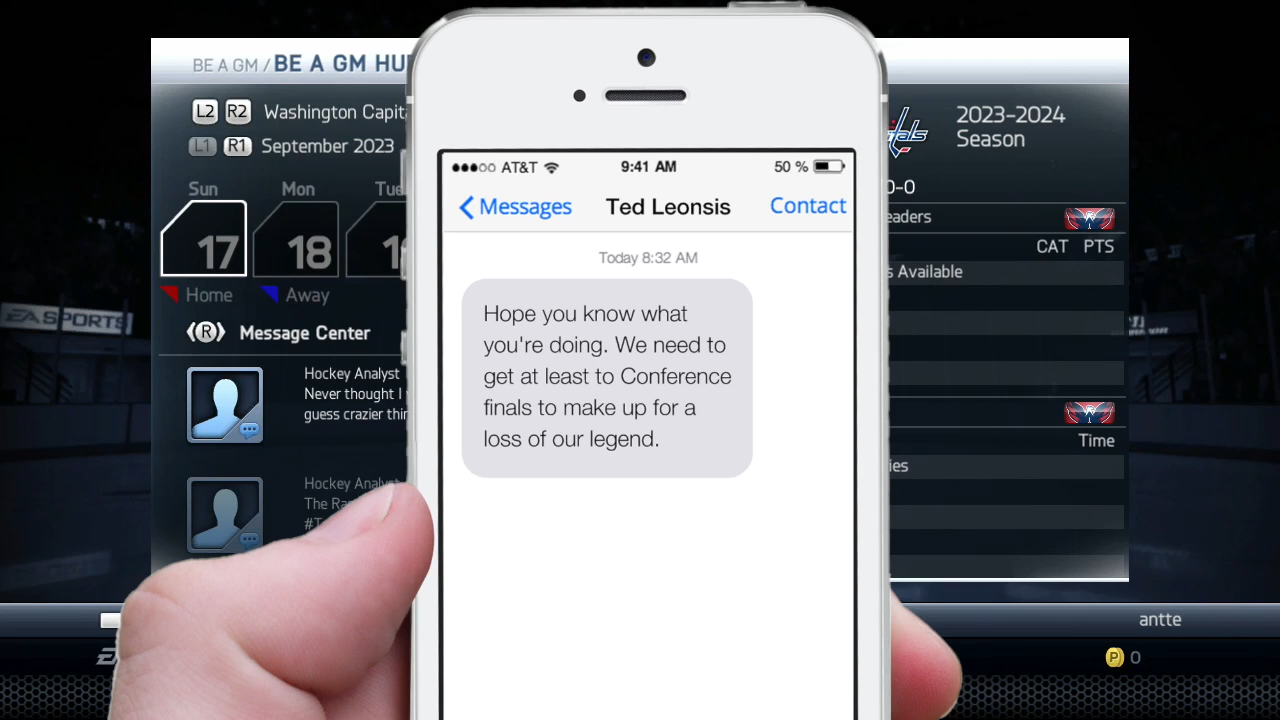 BE A GM / BE A GM HU
L2 R2 Washington Capit
L1 R1 September 2023
Sun Mon Tue
17 18 1
Home Away
R Message Center
Hockey Analyst
Never thought I
guess crazier thin
Hockey Analyst
The Ra
#T
EA SPORTS
AT&T 9:41 AM 50 %
Messages Ted Leonsis Contact
Today 8:32 AM
Hope you know what
you're doing. We need to
get at least to Conference
finals to make up for a
loss of our legend.
2023-2024
Season
0-0
eaders
CAT PTS
s Available
Time
ies
antte
P 0